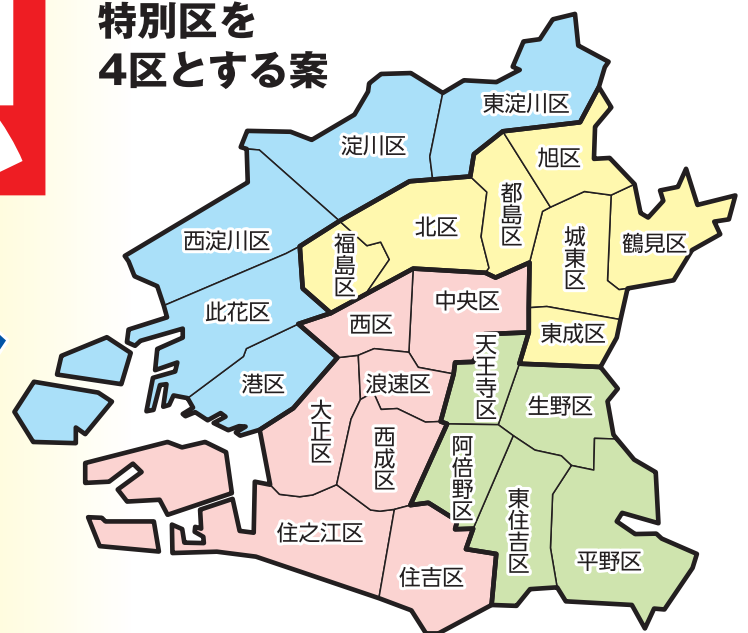 特別区を
4区とする案
東淀川区
淀川区
旭区
都島区
北区
福島区
西淀川区
城東区
鶴見区
此花区
中央区
西区
東成区
天王寺区
港区
浪速区
生野区
大正区
西成区
阿倍野区
東住吉区
住之江区
平野区
住吉区